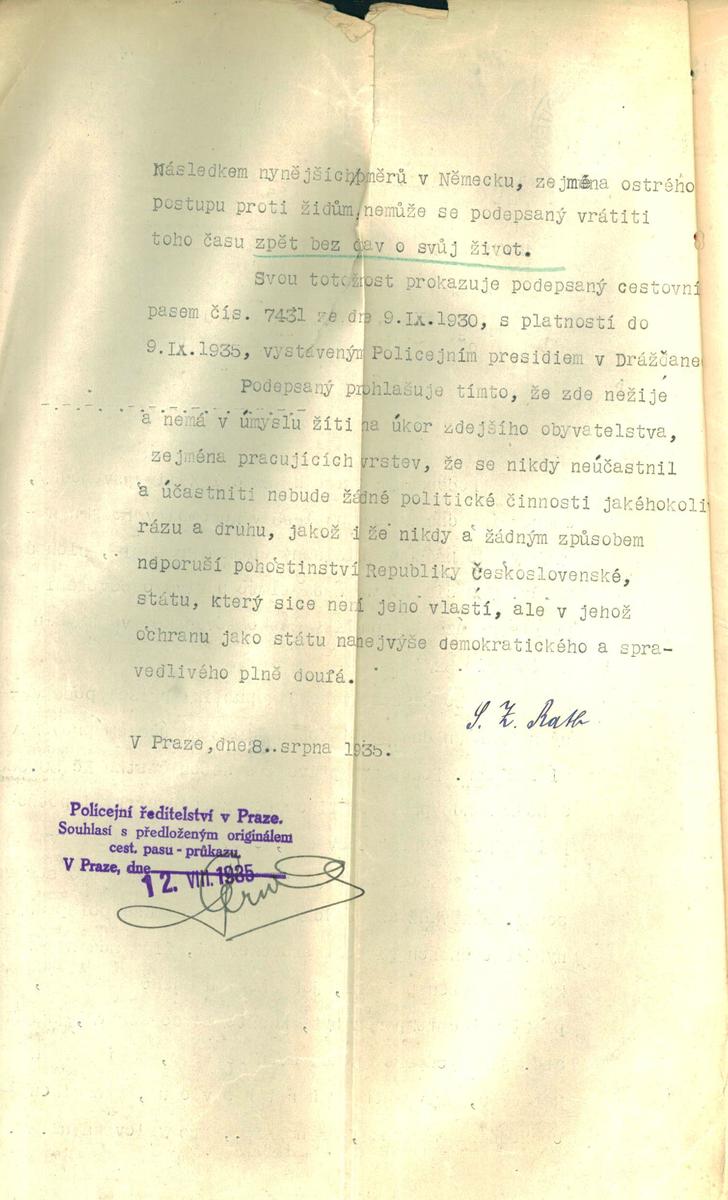 Následkem nynějších poměrů v Německu, zejména ostrého
postupu proti židům, nemůže se podepsaný vrátiti
toho času zpět bez obav o svůj život.
Svou totožnost prokazuje podepsaný cestovní
pasem čís. 7431 ze dne 9.IX.1930, s platností do
9.IX.1935, vystáveným Policejním presidiem v Drážďane
Podepsaný prohlašuje tímto, že zde nežije
a nemá v úmyslu žíti na úkor zdejšího obyvatelstva,
zejména pracujících vrstev, že se nikdy neúčastnil
a účastniti nebude žádné politické činnosti jakéhokoli
rázu a druhu, jakož i že nikdy a žádným způsobem
neporuší pohostinství Republiky Československé,
státu, který sice není jeho vlastí, ale v jehož
ochranu jako státu nanejvýše demokratického a spra-
vedlivého plně doufá.
S. Z. Rath
V Praze, dne 8. srpna 1935.
Policejní ředitelství v Praze.
Souhlasí s předloženým originálem
cest. pasu - průkazu.
V Praze, dne 12. VIII. 1935